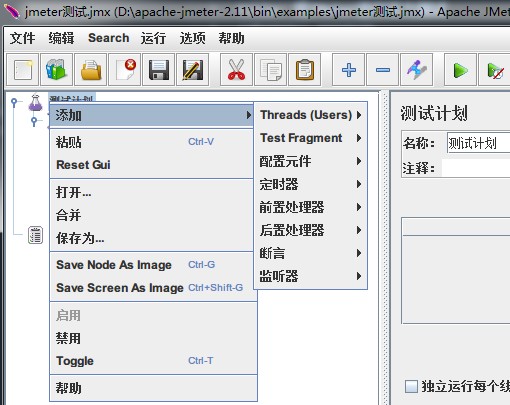 jmeter测试.jmx (D:\apache-jmeter-2.11\bin\examples\jmeter测试.jmx) - Apache JMe
文件 编辑 Search 运行 选项 帮助
测试计划
添加
粘贴 Ctrl-V
Reset Gui
打开...
合并
保存为...
Save Node As Image Ctrl-G
Save Screen As Image Ctrl+Shift-G
启用
禁用
Toggle Ctrl-T
帮助
Threads (Users)
Test Fragment
配置元件
定时器
前置处理器
后置处理器
断言
监听器
测试计划
名称： 测试计划
注释：
独立运行每个线